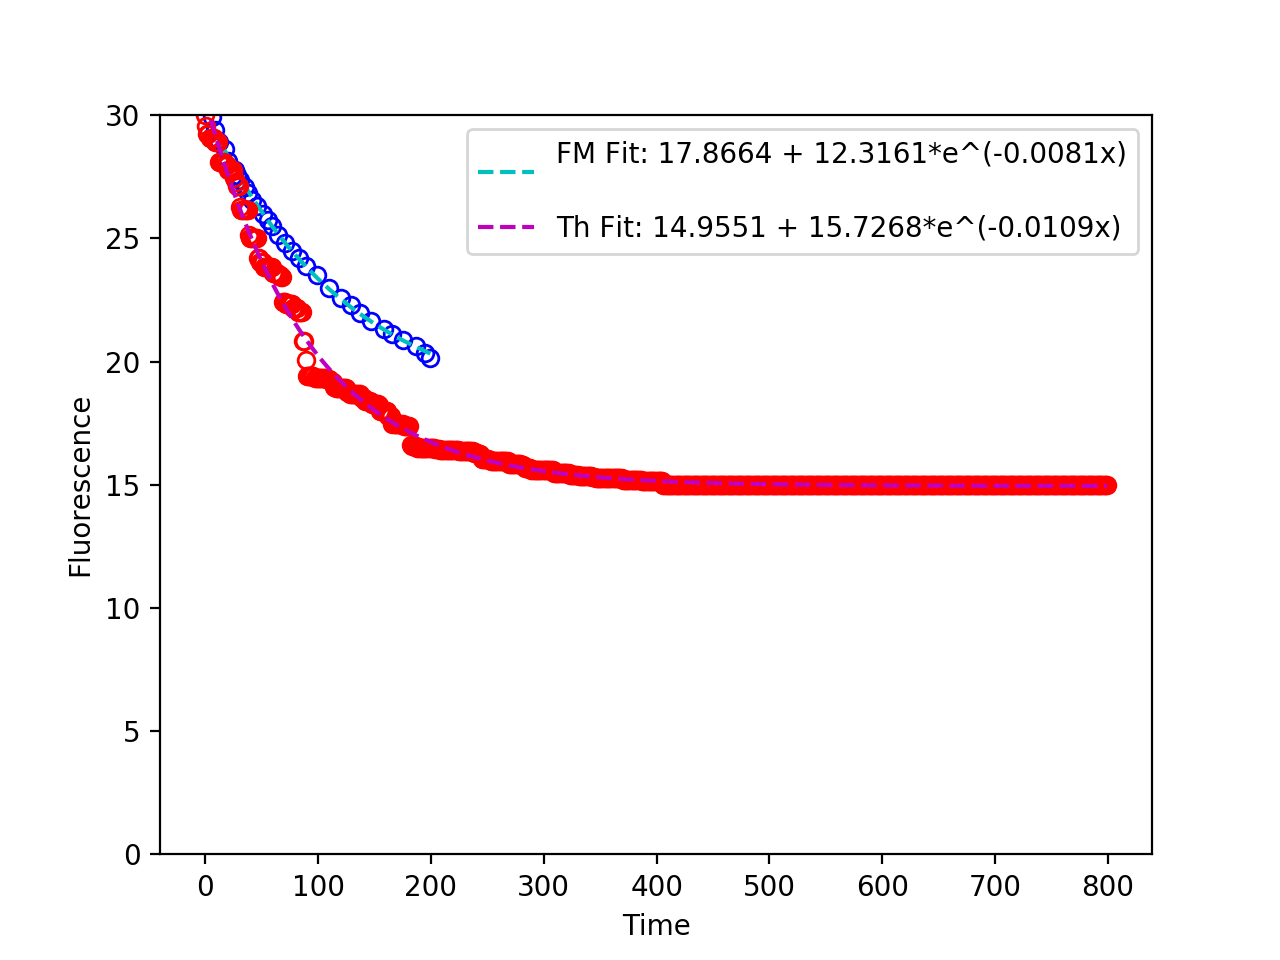 FM Fit: 17.8664 + 12.3161*e^(-0.0081x)
Th Fit: 14.9551 + 15.7268*e^(-0.0109x)
30
25
20
15
10
5
0
Fluorescence
0 100 200 300 400 500 600 700 800
Time